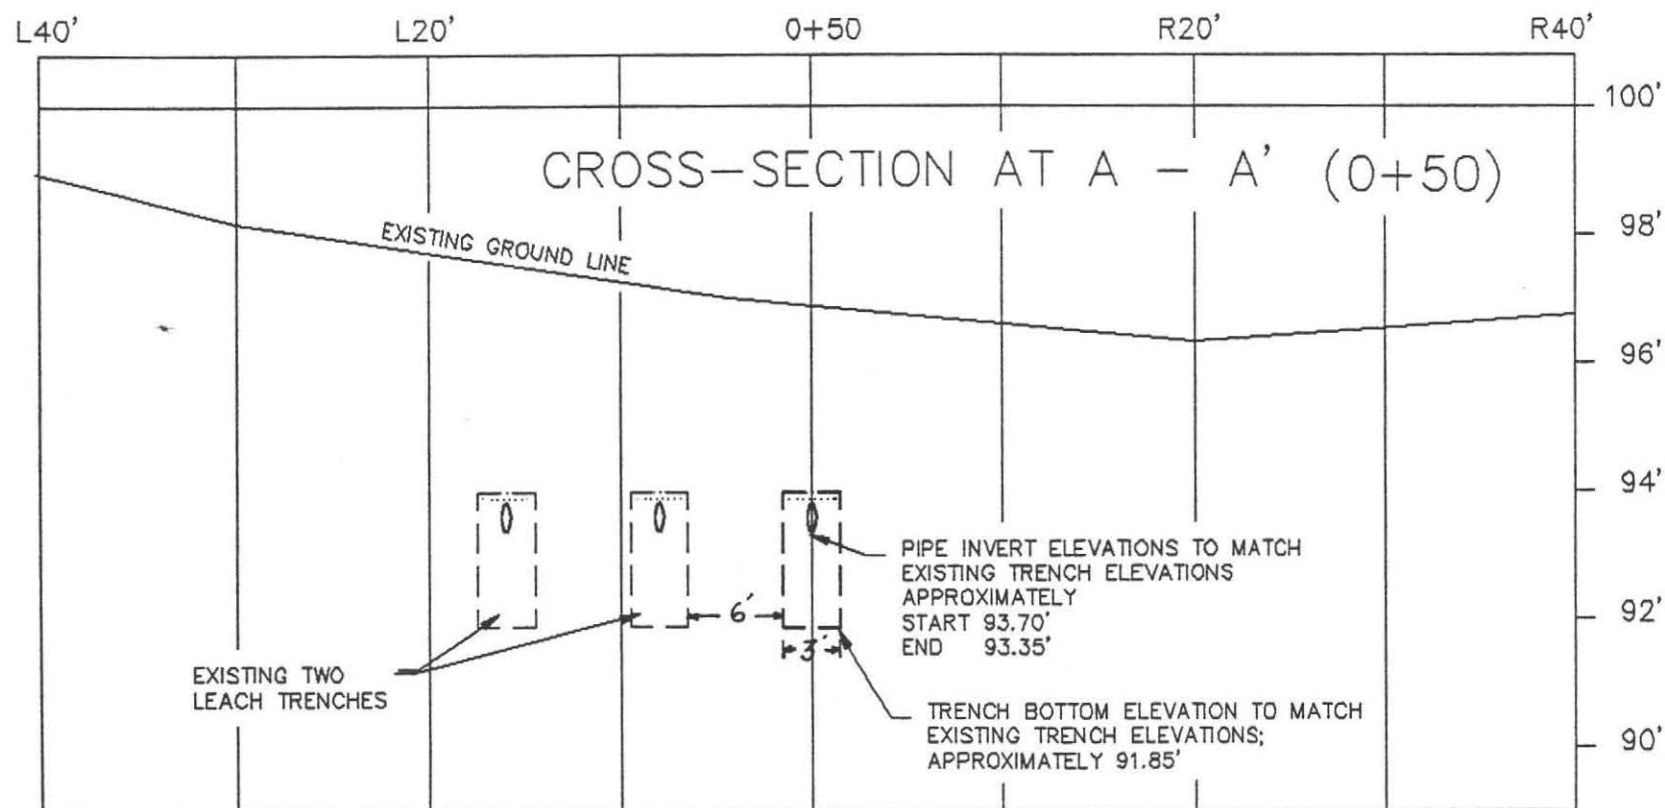 L40' L20' 0+50 R20' R40'
100'
CROSS-SECTION AT A - A' (0+50)
98'
EXISTING GROUND LINE
96'
94'
PIPE INVERT ELEVATIONS TO MATCH
EXISTING TRENCH ELEVATIONS
APPROXIMATELY
START 93.70'
END 93.35'
6'
92'
3'
EXISTING TWO
LEACH TRENCHES
TRENCH BOTTOM ELEVATION TO MATCH
EXISTING TRENCH ELEVATIONS;
APPROXIMATELY 91.85'
90'